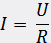 I = U/R